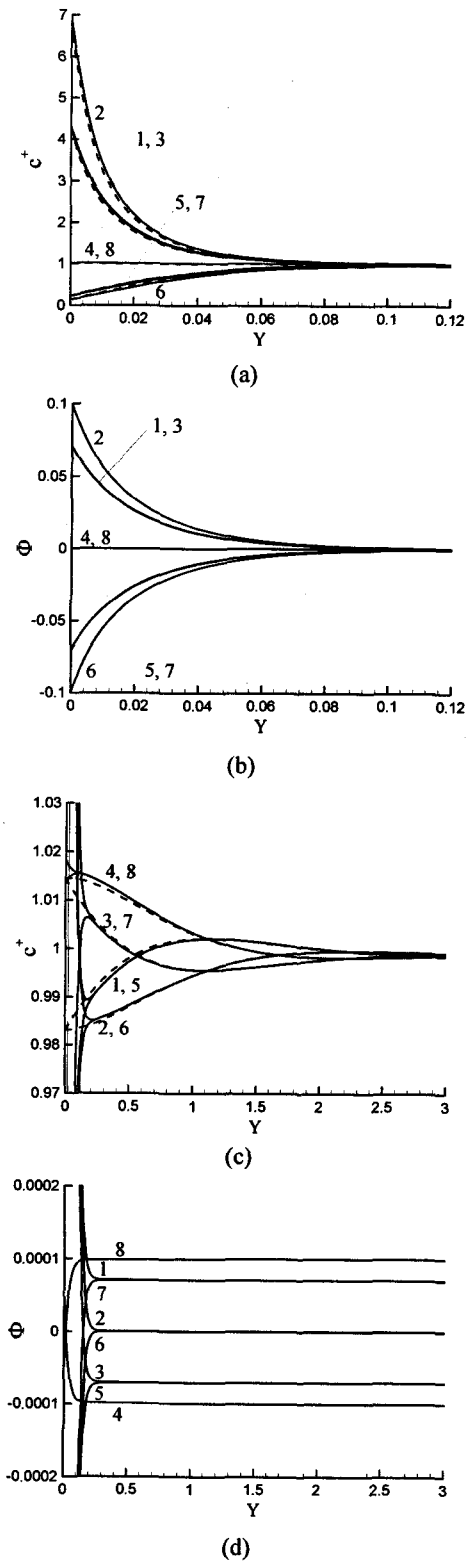 7
6
5
4
3
2
1
0
c+
2
1, 3
5, 7
4, 8
6
0 0.02 0.04 0.06 0.08 0.1 0.12
Y
(a)
0.1
0.05
0
-0.05
-0.1
Φ
2
1, 3
4, 8
6
5, 7
0 0.02 0.04 0.06 0.08 0.1 0.12
Y
(b)
1.03
1.02
1.01
1
0.99
0.98
0.97
c+
4, 8
3, 7
1, 5
2, 6
0 0.5 1 1.5 2 2.5 3
Y
(c)
0.0002
0.0001
0
-0.0001
-0.0002
Φ
8
1
7
2
6
3
5
4
0 0.5 1 1.5 2 2.5 3
Y
(d)